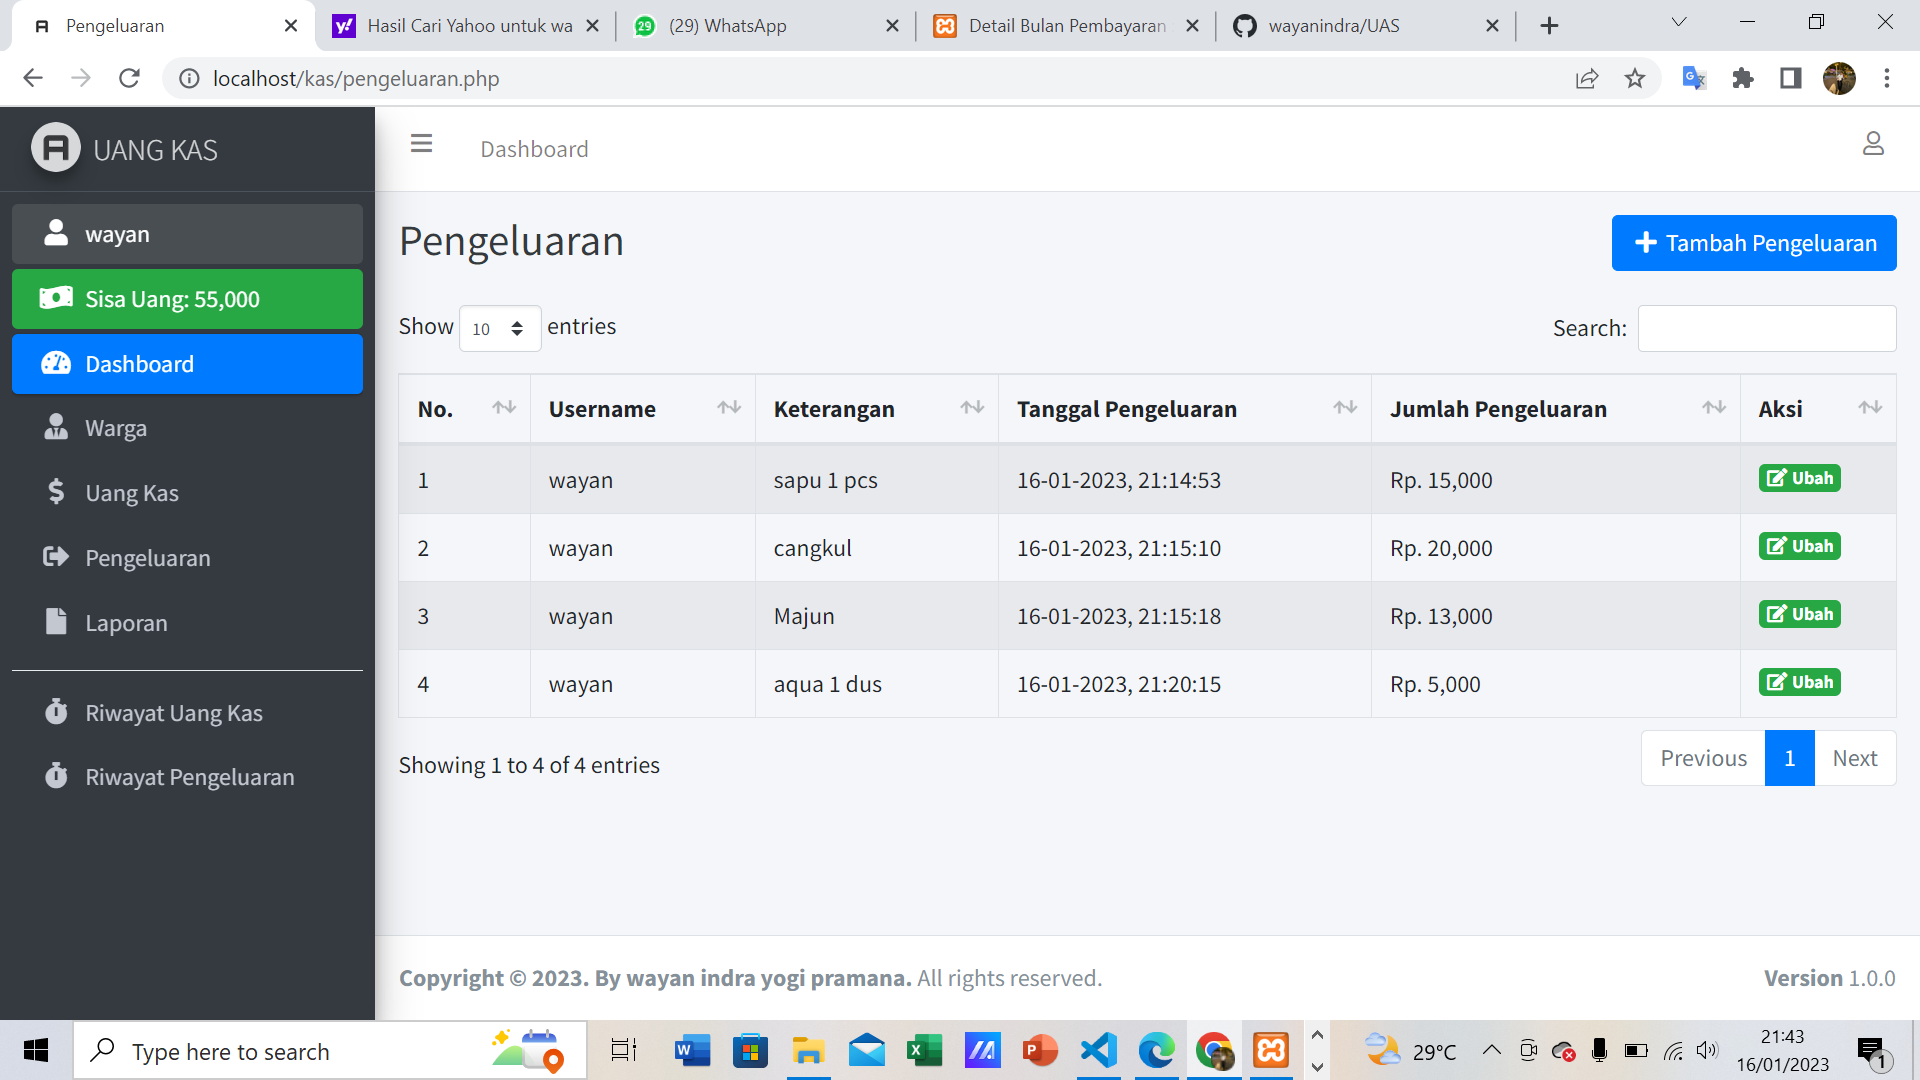 Pengeluaran
Hasil Cari Yahoo untuk wa
29 (29) WhatsApp
Detail Bulan Pembayaran
wayanindra/UAS
localhost/kas/pengeluaran.php
UANG KAS
Dashboard
wayan
Sisa Uang: 55,000
Dashboard
Warga
Uang Kas
Pengeluaran
Laporan
Riwayat Uang Kas
Riwayat Pengeluaran
Pengeluaran
Tambah Pengeluaran
Show 10 entries
Search:
No. Username Keterangan Tanggal Pengeluaran Jumlah Pengeluaran Aksi
1 wayan sapu 1 pcs 16-01-2023, 21:14:53 Rp. 15,000 Ubah
2 wayan cangkul 16-01-2023, 21:15:10 Rp. 20,000 Ubah
3 wayan Majun 16-01-2023, 21:15:18 Rp. 13,000 Ubah
4 wayan aqua 1 dus 16-01-2023, 21:20:15 Rp. 5,000 Ubah
Showing 1 to 4 of 4 entries
Previous 1 Next
Copyright © 2023. By wayan indra yogi pramana. All rights reserved.
Version 1.0.0
Type here to search
29°C
21:43
16/01/2023
1